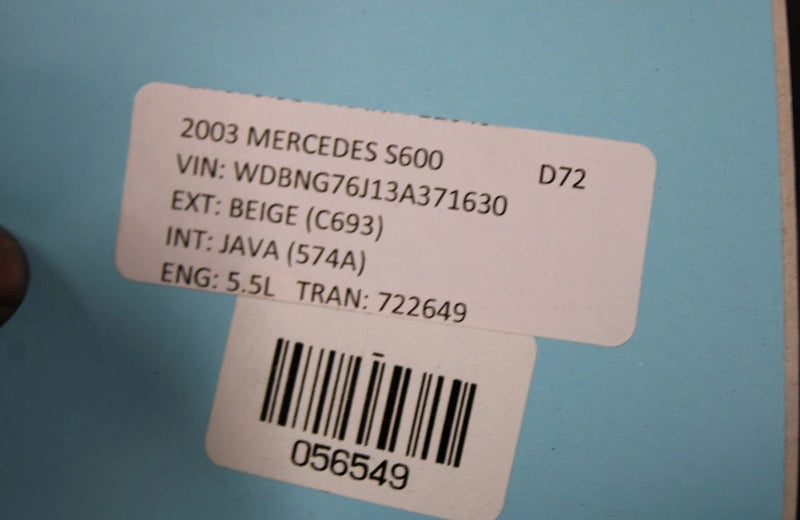 2003 MERCEDES S600 D72
VIN: WDBNG76J13A371630
EXT: BEIGE (C693)
INT: JAVA (574A)
ENG: 5.5L TRAN: 722649
056549